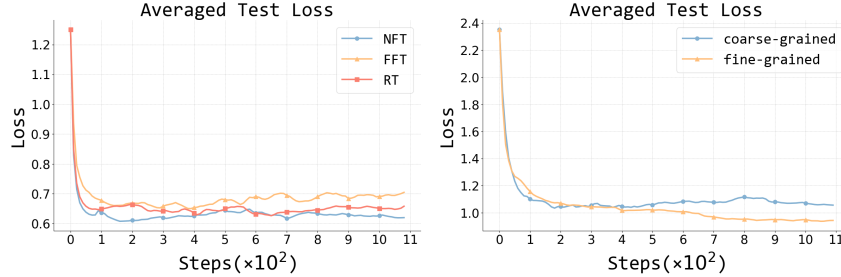 Averaged Test Loss
Loss
1.2
1.1
1.0
0.9
0.8
0.7
0.6
NFT
FFT
RT
0 1 2 3 4 5 6 7 8 9 10 11
Steps(×10²)
Averaged Test Loss
Loss
2.4
2.2
2.0
1.8
1.6
1.4
1.2
1.0
coarse-grained
fine-grained
0 1 2 3 4 5 6 7 8 9 10 11
Steps(×10²)